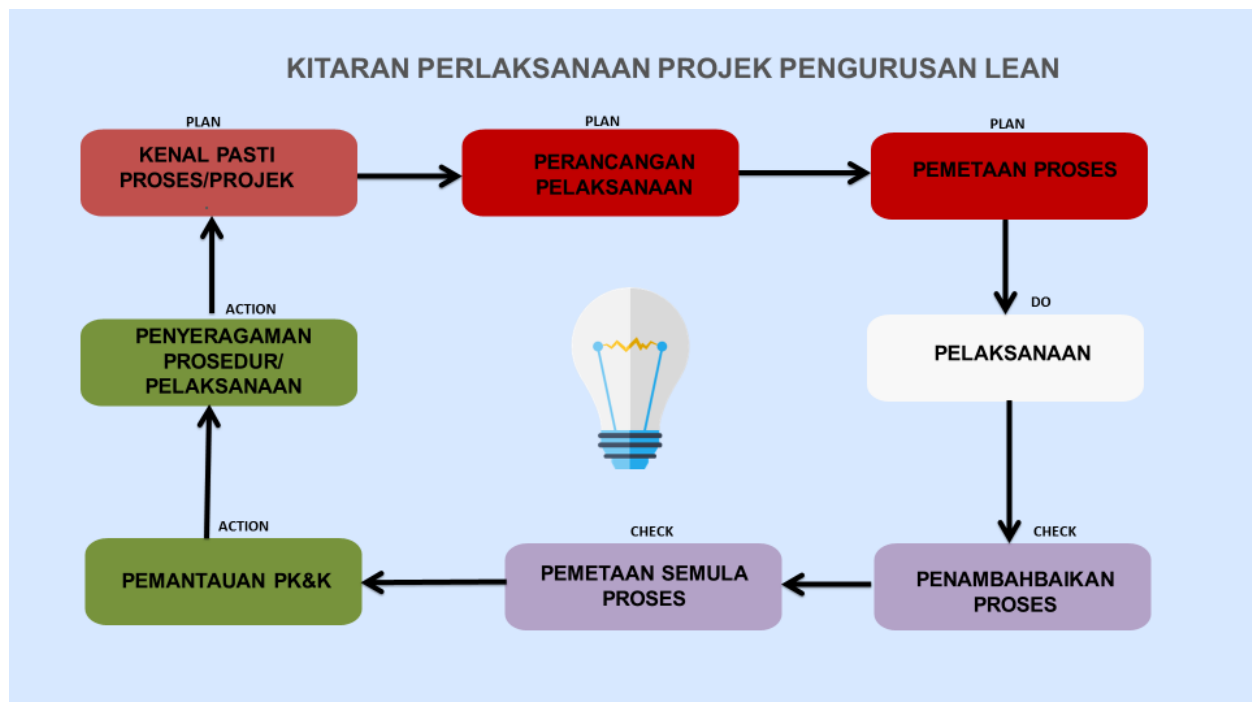 KITARAN PERLAKSANAAN PROJEK PENGURUSAN LEAN
PLAN
KENAL PASTI
PROSES/PROJEK
.
PLAN
PERANCANGAN
PELAKSANAAN
PLAN
PEMETAAN PROSES
DO
PELAKSANAAN
CHECK
PENAMBAHBAIKAN
PROSES
CHECK
PEMETAAN SEMULA
PROSES
ACTION
PEMANTAUAN PK&K
ACTION
PENYERAGAMAN
PROSEDUR/
PELAKSANAAN